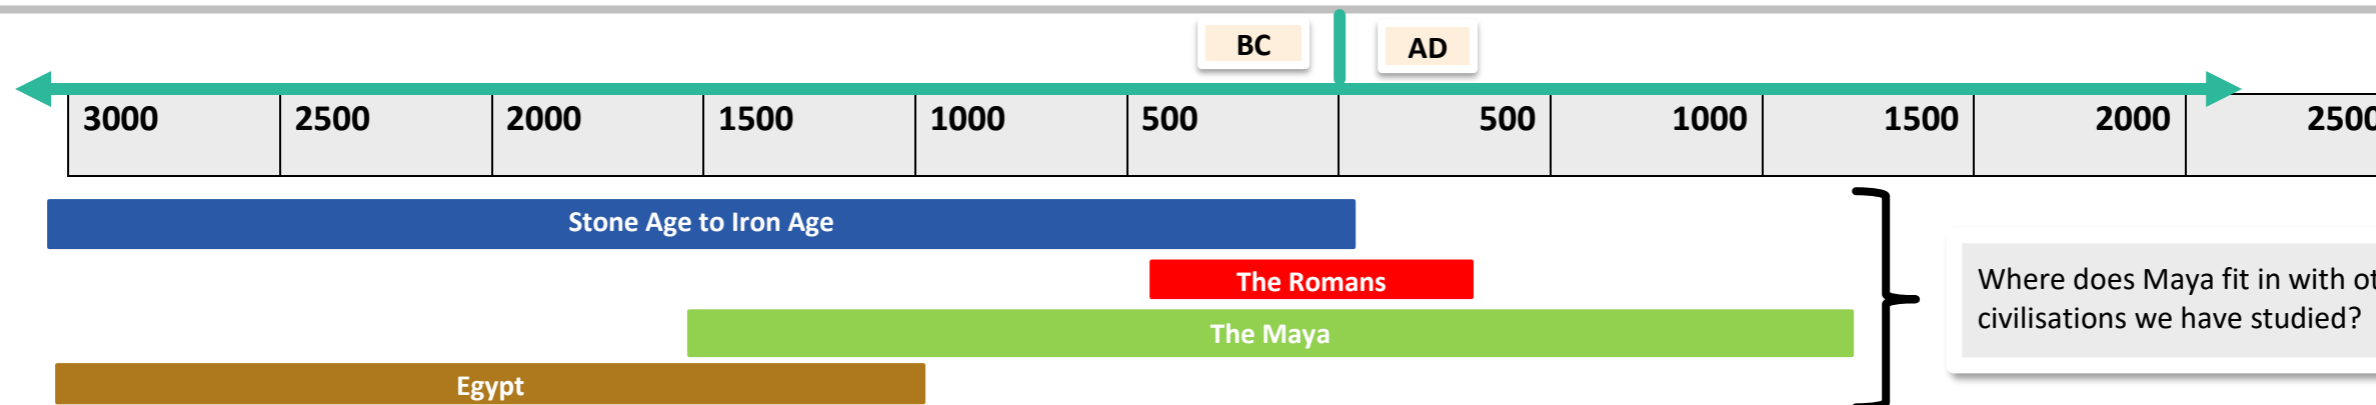 BC AD
3000 2500 2000 1500 1000 500 500 1000 1500 2000 2500
Stone Age to Iron Age
The Romans
The Maya
Egypt
Where does Maya fit in with
civilisations we have studied?